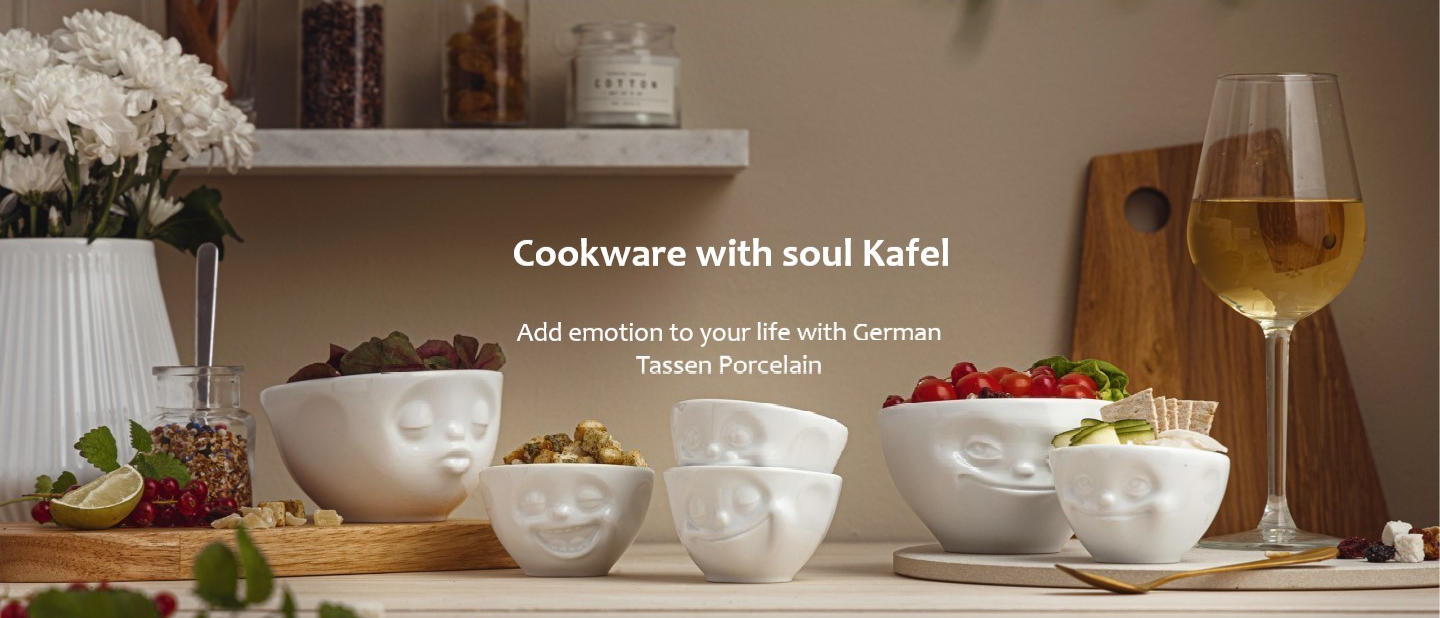 COTTON
Cookware with soul Kafel
Add emotion to your life with German
Tassen Porcelain